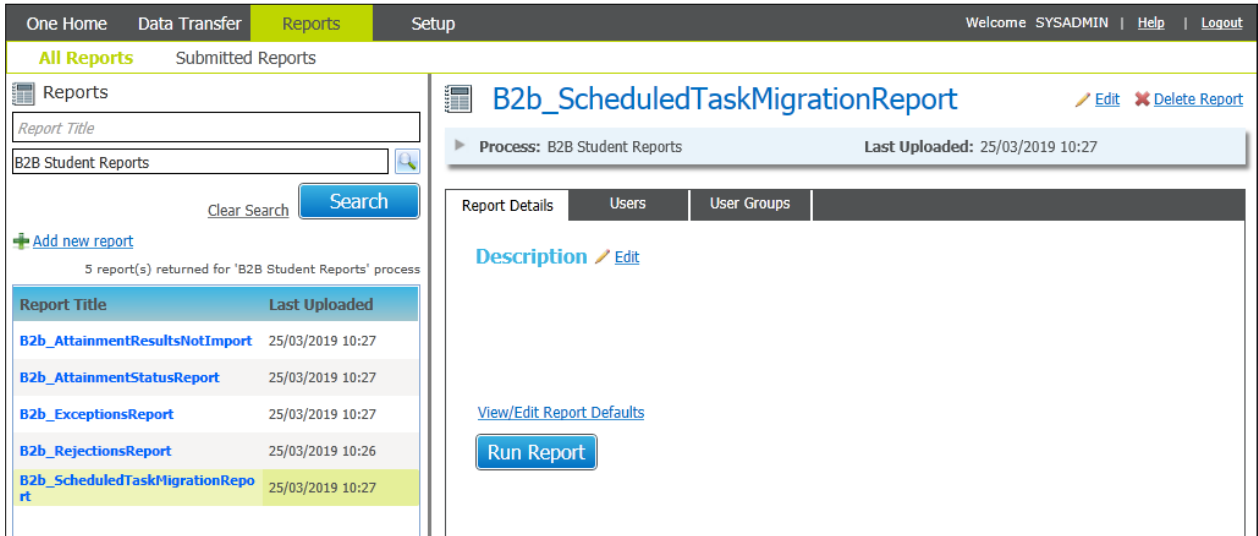 One Home Data Transfer Reports Setup Welcome SYSADMIN | Help | Logout
All Reports Submitted Reports
Reports
Report Title
B2B Student Reports
Clear Search Search
Add new report
5 report(s) returned for 'B2B Student Reports' process
Report Title Last Uploaded
B2b_AttainmentResultsNotImport 25/03/2019 10:27
B2b_AttainmentStatusReport 25/03/2019 10:27
B2b_ExceptionsReport 25/03/2019 10:27
B2b_RejectionsReport 25/03/2019 10:26
B2b_ScheduledTaskMigrationRepo
rt 25/03/2019 10:27
B2b_ScheduledTaskMigrationReport Edit Delete Report
Process: B2B Student Reports Last Uploaded: 25/03/2019 10:27
Report Details Users User Groups
Description Edit
View/Edit Report Defaults
Run Report